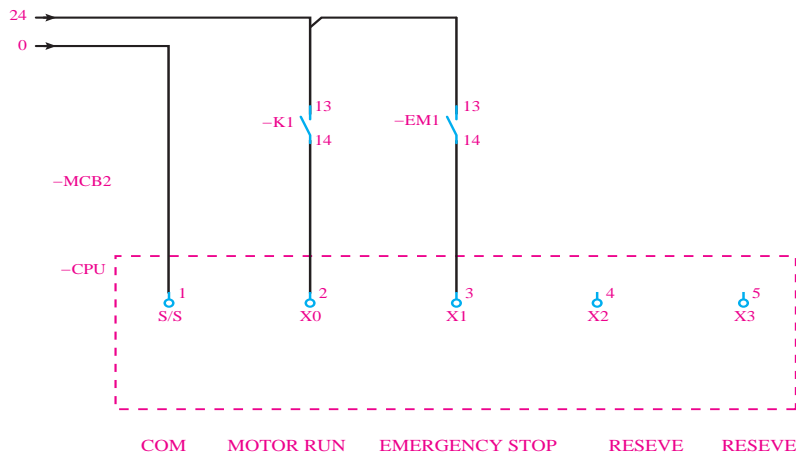 24
0
13 13
–K1 –EM1
14 14
–MCB2
–CPU
1 2 3 4 5
S/S X0 X1 X2 X3
COM MOTOR RUN EMERGENCY STOP RESEVE RESEVE